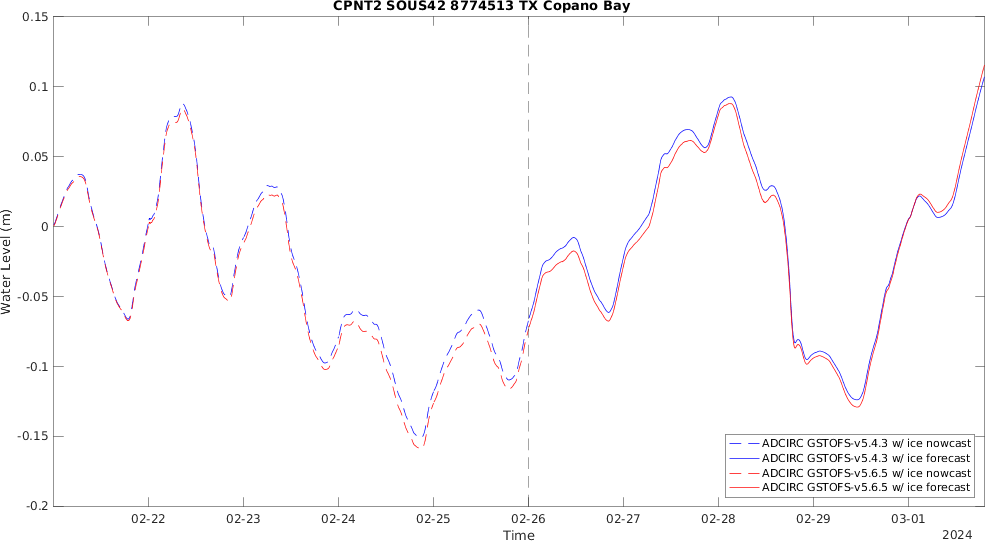 CPNT2 SOUS42 8774513 TX Copano Bay
0.15
0.1
0.05
0
-0.05
-0.1
-0.15
-0.2
Water Level (m)
02-22 02-23 02-24 02-25 02-26 02-27 02-28 02-29 03-01
Time
2024
ADCIRC GSTOFS-v5.4.3 w/ ice nowcast
ADCIRC GSTOFS-v5.4.3 w/ ice forecast
ADCIRC GSTOFS-v5.6.5 w/ ice nowcast
ADCIRC GSTOFS-v5.6.5 w/ ice forecast